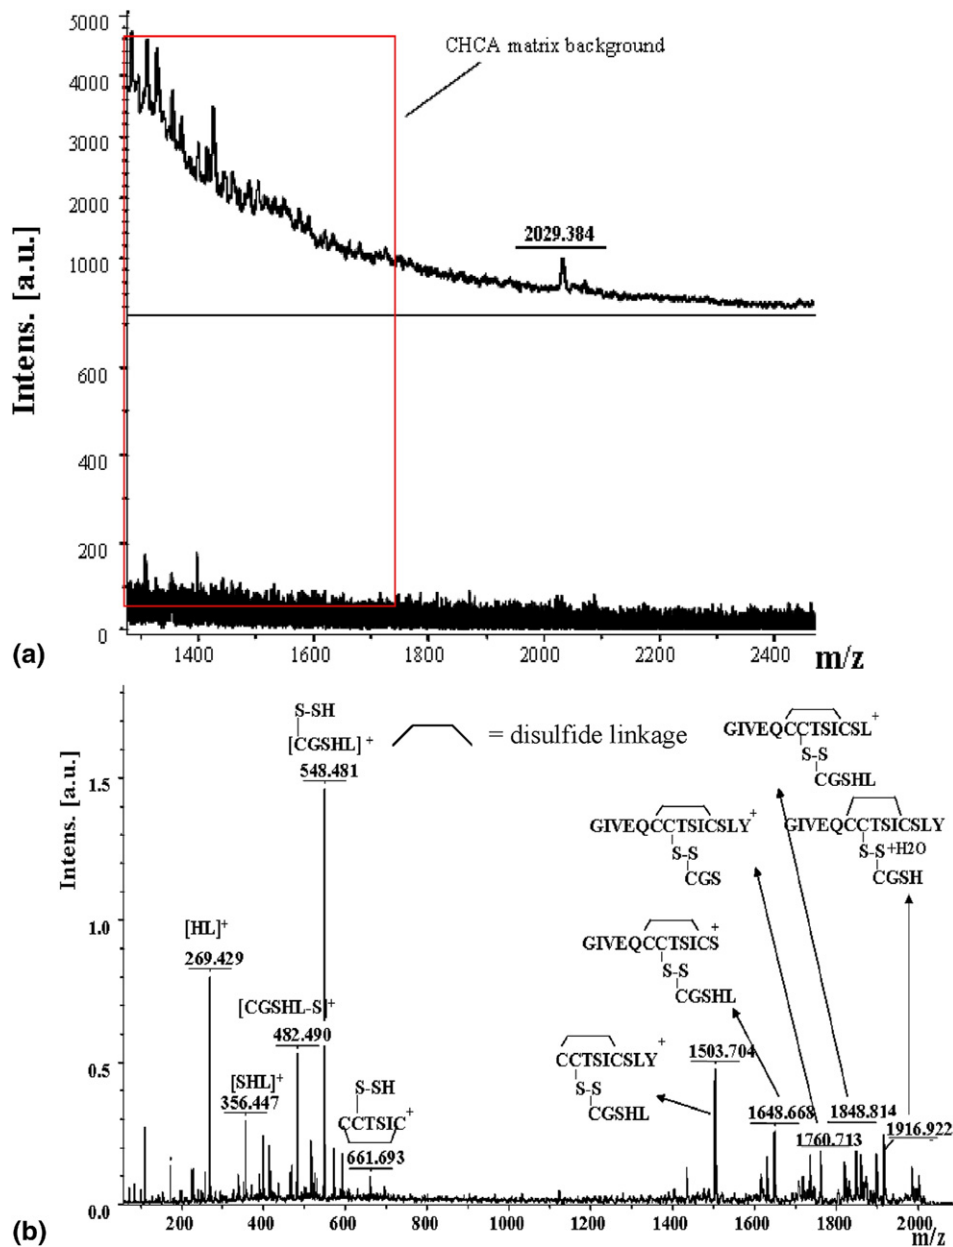 5000
4000
3000
2000
1000
CHCA matrix background
2029.384
Intens. [a.u.]
600
400
200
0
1400
1600
1800
2000
2200
2400
m/z
(a)
S-SH
[CGSHL]+
548.481
= disulfide linkage
GIVEQCCTSICSL+
S-S
CGSHL
GIVEQCCTSICSLY+
S-S
CGS
GIVEQCCTSICSLY
S-S+H2O
CGSH
GIVEQCCTSICS+
S-S
CGSHL
CCTSICSLY+
S-S
CGSHL
[HL]+
269.429
[CGSHL-S]+
482.490
[SHL]+
356.447
S-SH
CCTSIC+
661.693
1503.704
1648.668
1760.713
1848.814
1916.922
Intens. [a.u.]
1.5
1.0
0.5
0.0
200
400
600
800
1000
1200
1400
1600
1800
2000
m/z
(b)